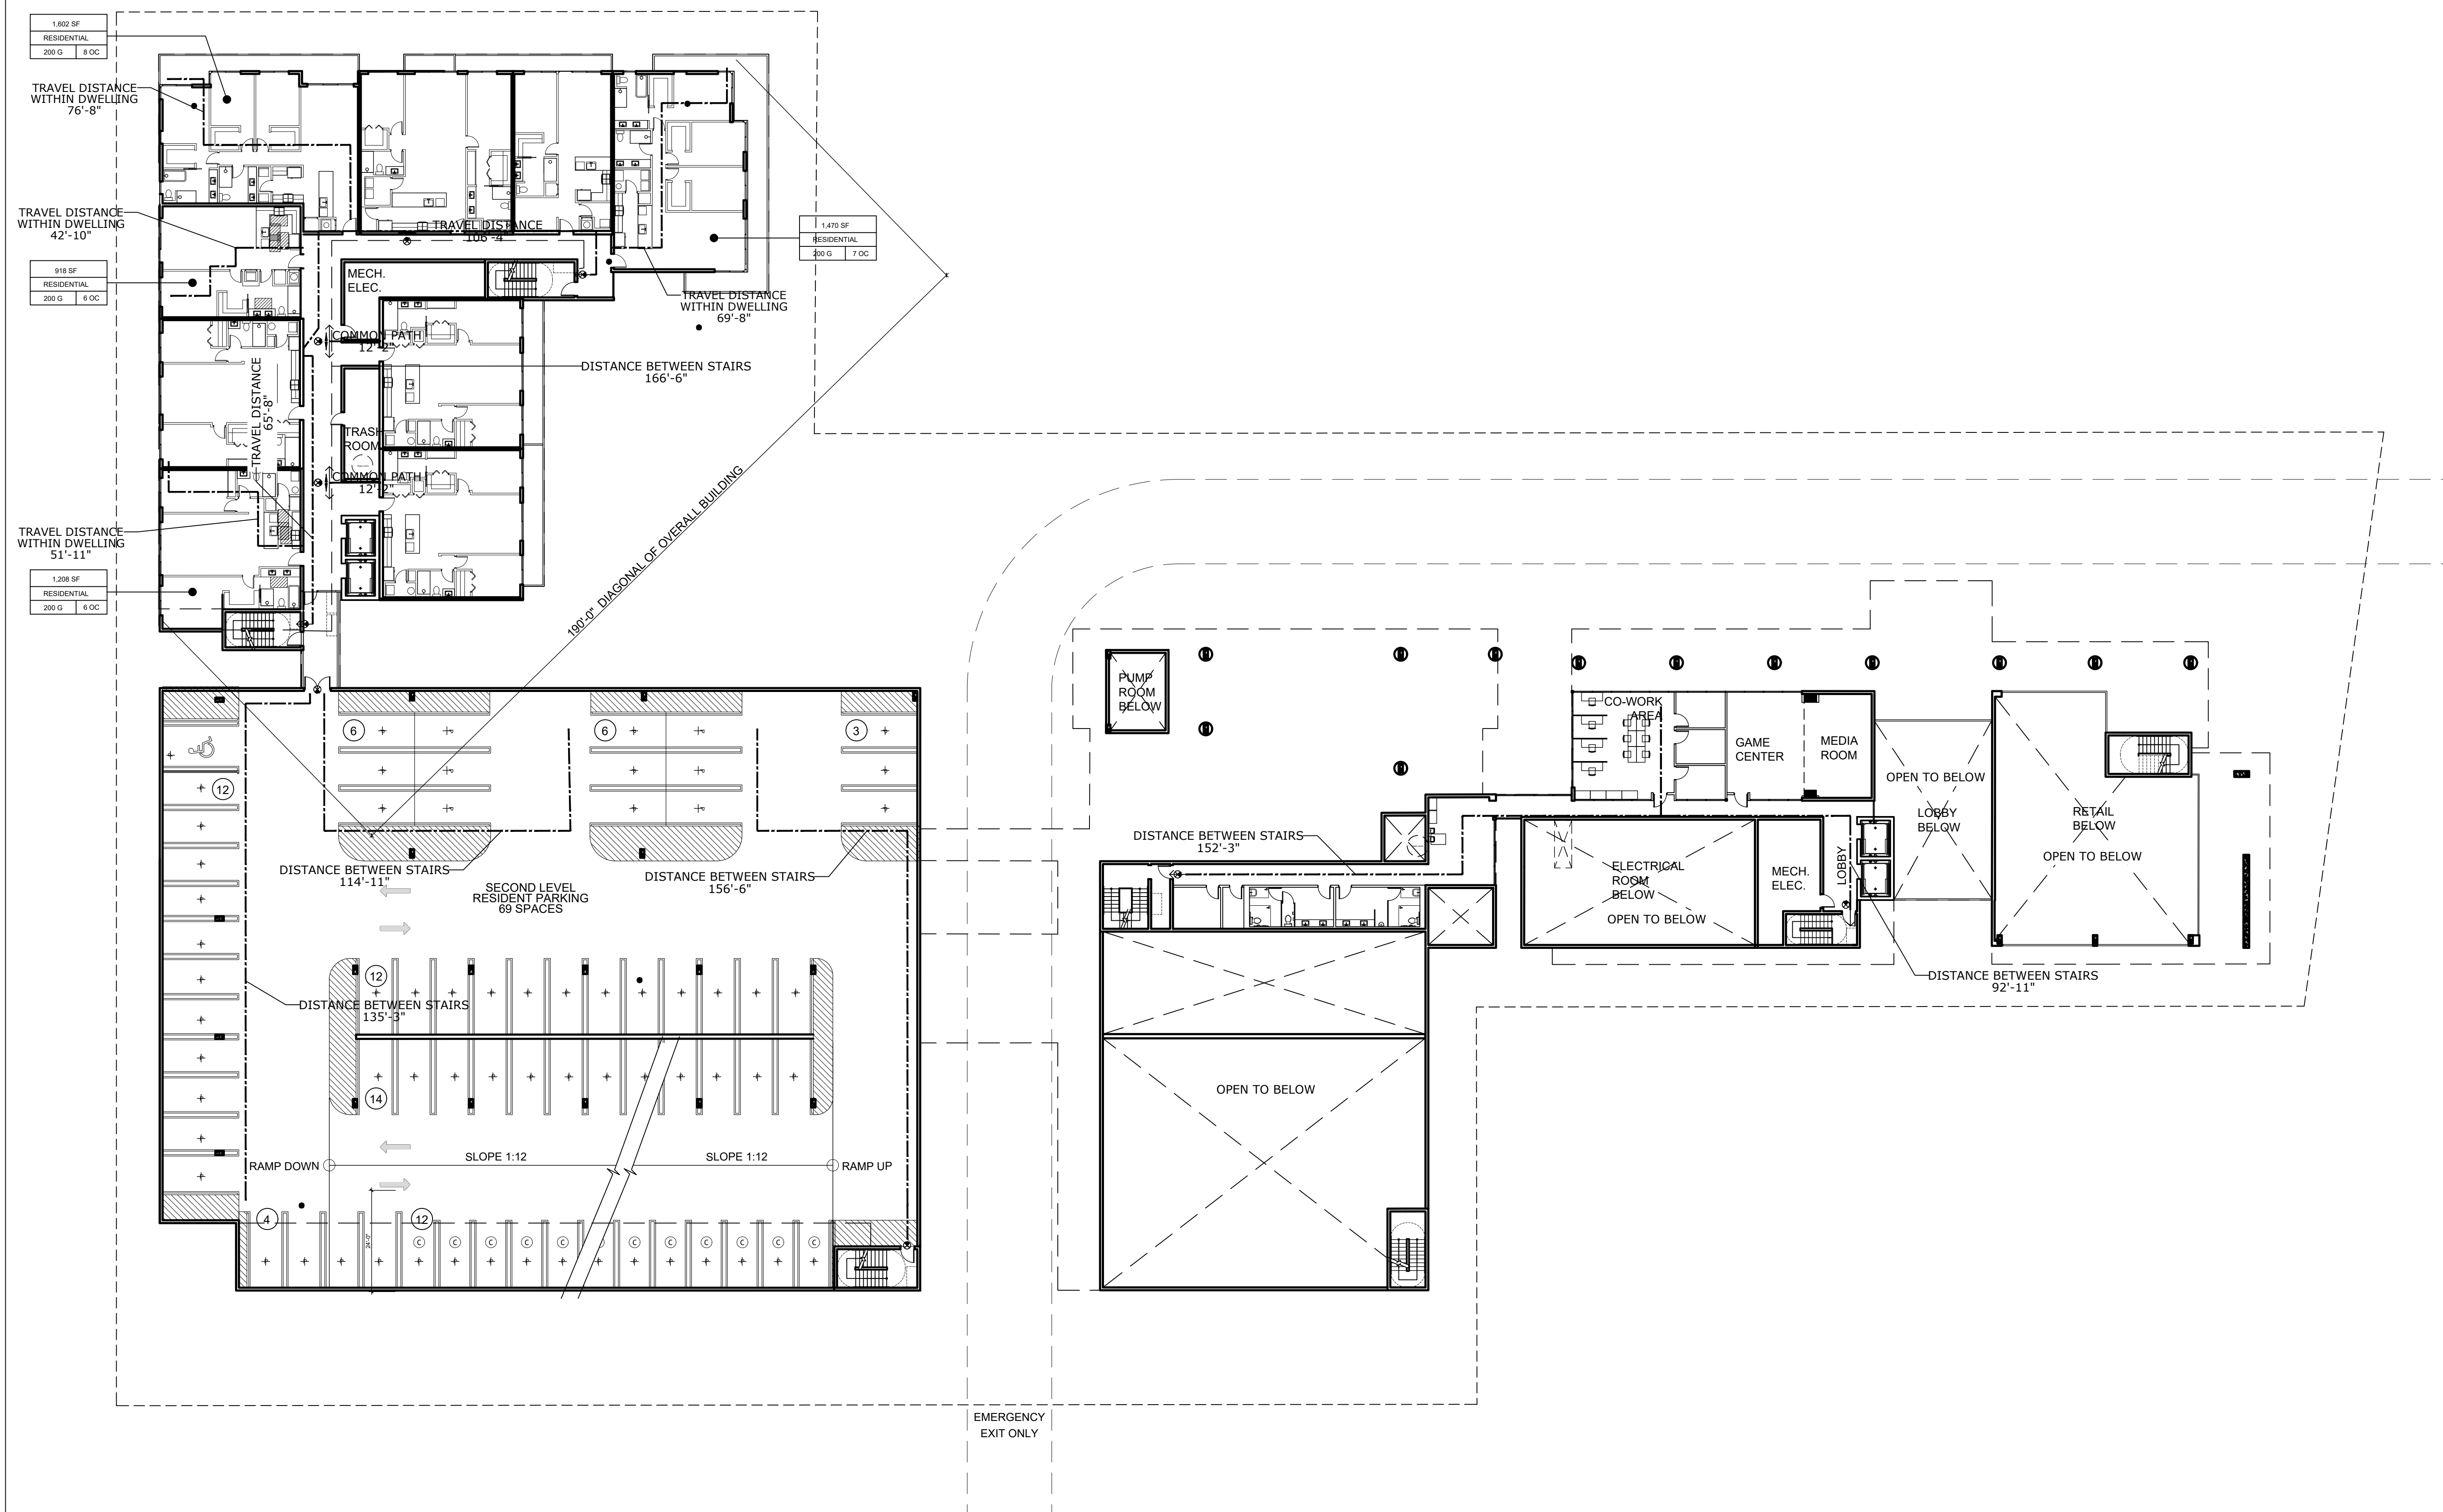 1,602 SF
RESIDENTIAL
200 G 8 OC
TRAVEL DISTANCE
WITHIN DWELLING
76'-8"
TRAVEL DISTANCE
WITHIN DWELLING
42'-10"
918 SF
RESIDENTIAL
200 G 6 OC
TRAVEL DISTANCE
106'-4"
1,470 SF
RESIDENTIAL
200 G 7 OC
MECH.
ELEC.
TRAVEL DISTANCE
WITHIN DWELLING
69'-8"
COMMON PATH
12'-2"
DISTANCE BETWEEN STAIRS
166'-6"
TRAVEL DISTANCE
65'-8"
TRASH
ROOM
COMMON PATH
12'-2"
TRAVEL DISTANCE
WITHIN DWELLING
51'-11"
1,208 SF
RESIDENTIAL
200 G 6 OC
190'-0" DIAGONAL OF OVERALL BUILDING
6
6
3
12
DISTANCE BETWEEN STAIRS
114'-11"
SECOND LEVEL
RESIDENT PARKING
69 SPACES
DISTANCE BETWEEN STAIRS
156'-6"
12
DISTANCE BETWEEN STAIRS
135'-3"
14
RAMP DOWN
SLOPE 1:12
SLOPE 1:12
RAMP UP
4
12
24'-0"
C C C C C C C C C C C
PUMP
ROOM
BELOW
CO-WORK
AREA
GAME
CENTER
MEDIA
ROOM
OPEN TO BELOW
LOBBY
BELOW
RETAIL
BELOW
OPEN TO BELOW
DISTANCE BETWEEN STAIRS
152'-3"
ELECTRICAL
ROOM
BELOW
OPEN TO BELOW
MECH.
ELEC.
LOBBY
DISTANCE BETWEEN STAIRS
92'-11"
OPEN TO BELOW
EMERGENCY
EXIT ONLY